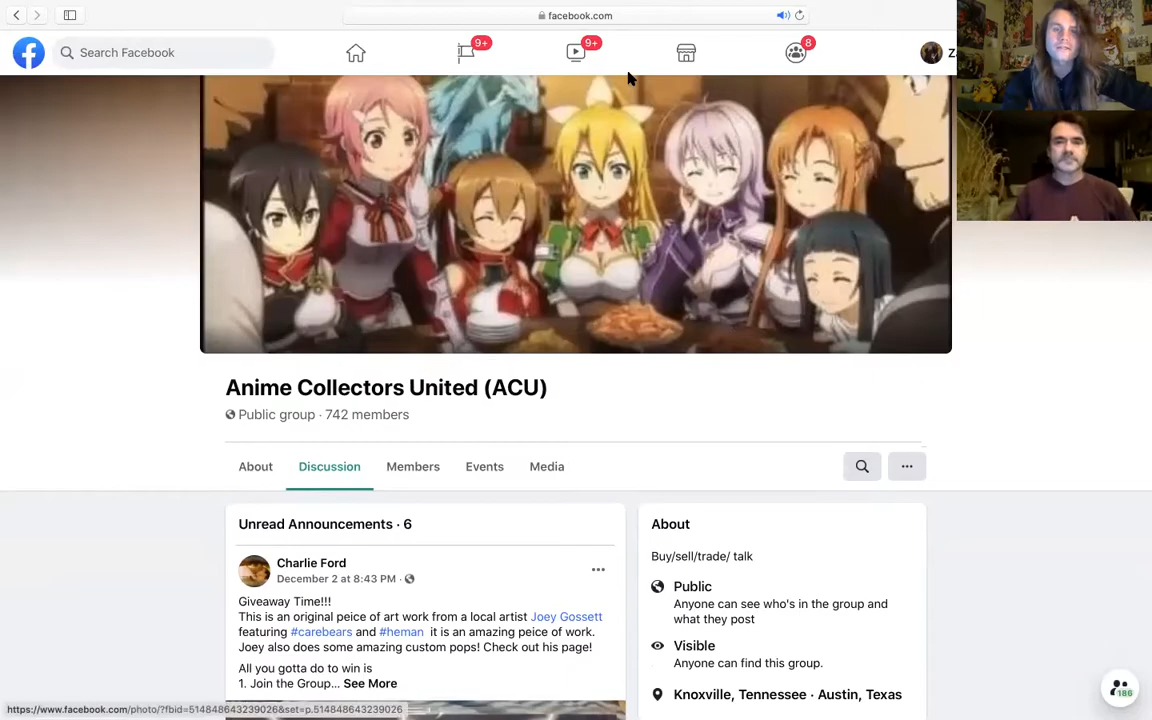 facebook.com
Search Facebook
9+
9+
8
Anime Collectors United (ACU)
Public group · 742 members
About
Discussion
Members
Events
Media
Unread Announcements · 6
Charlie Ford
December 2 at 8:43 PM ·
Giveaway Time!!!
This is an original peice of art work from a local artist Joey Gossett
featuring #carebears and #heman it is an amazing peice of work.
Joey also does some amazing custom pops! Check out his page!
All you gotta do to win is
1. Join the Group... See More
About
Buy/sell/trade/ talk
Public
Anyone can see who's in the group and
what they post
Visible
Anyone can find this group.
Knoxville, Tennessee · Austin, Texas
186
https://www.facebook.com/photo/?fbid=514848643239026&set=p.514848643239026